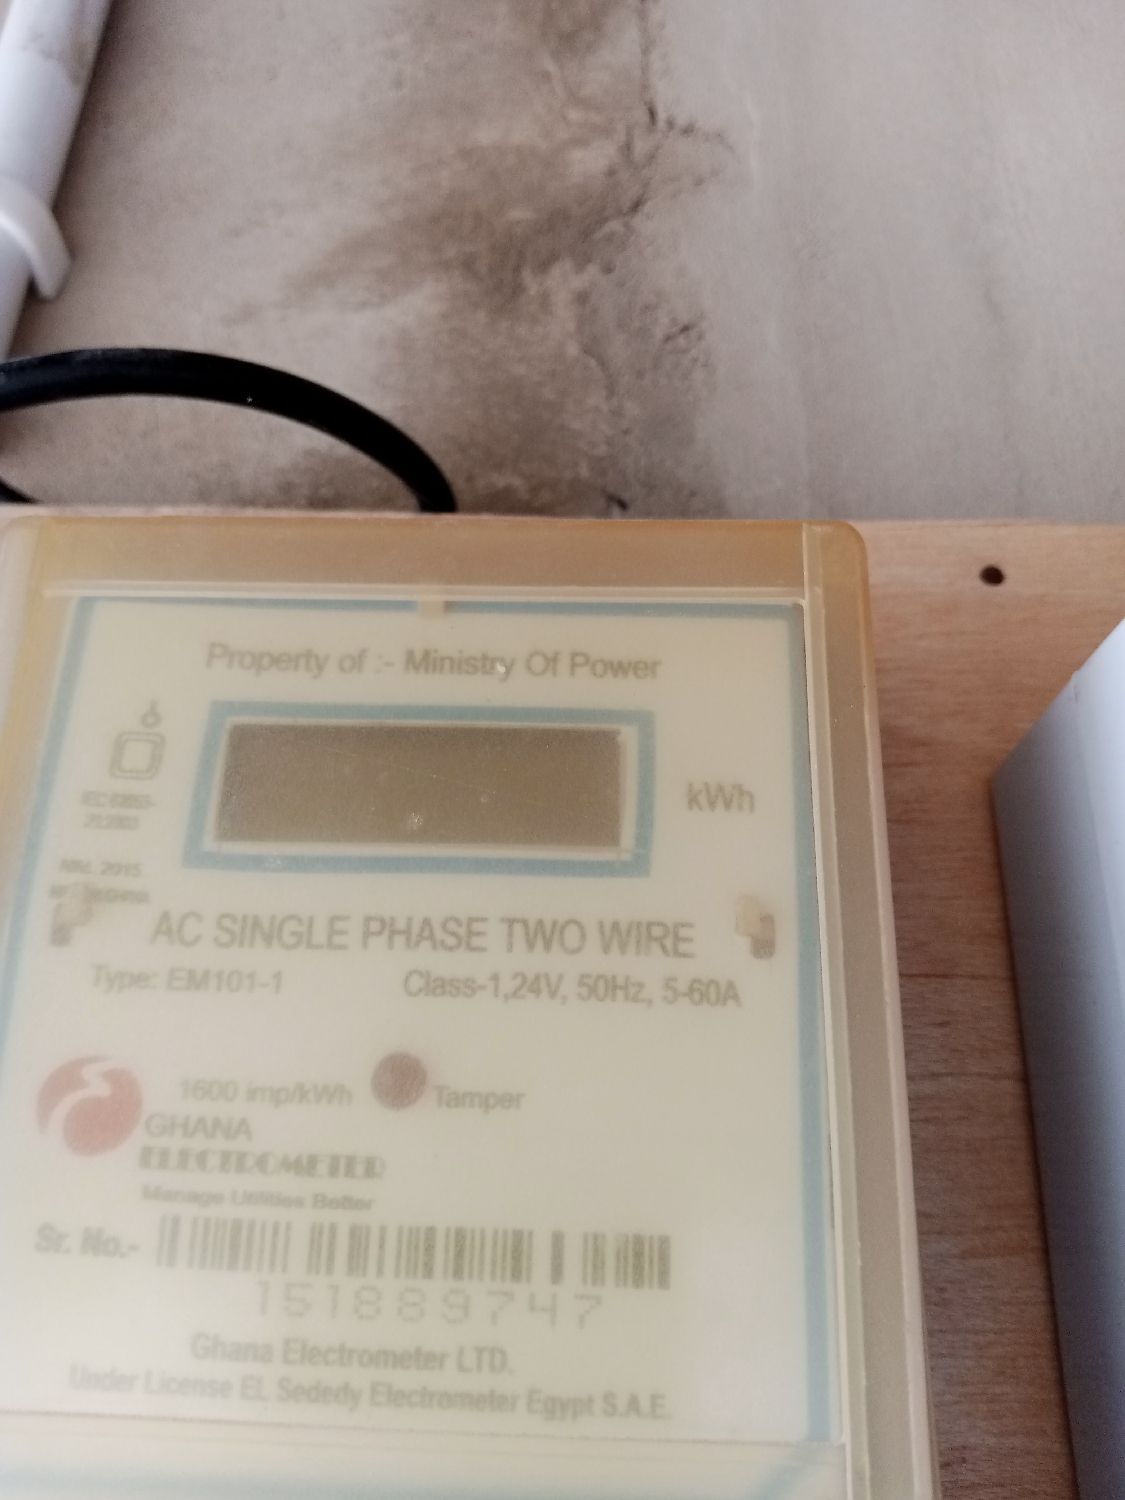 Property of :- Ministry Of Power
kWh
AC SINGLE PHASE TWO WIRE
Type: EM101-1 Class-1,24V, 50Hz, 5-60A
1600 imp/kWh Tamper
GHANA
ELECTROMETER
Manage Utilities Better
Sr. No.-
151889747
Ghana Electrometer LTD.
Under License EL Sededy Electrometer Egypt S.A.E.